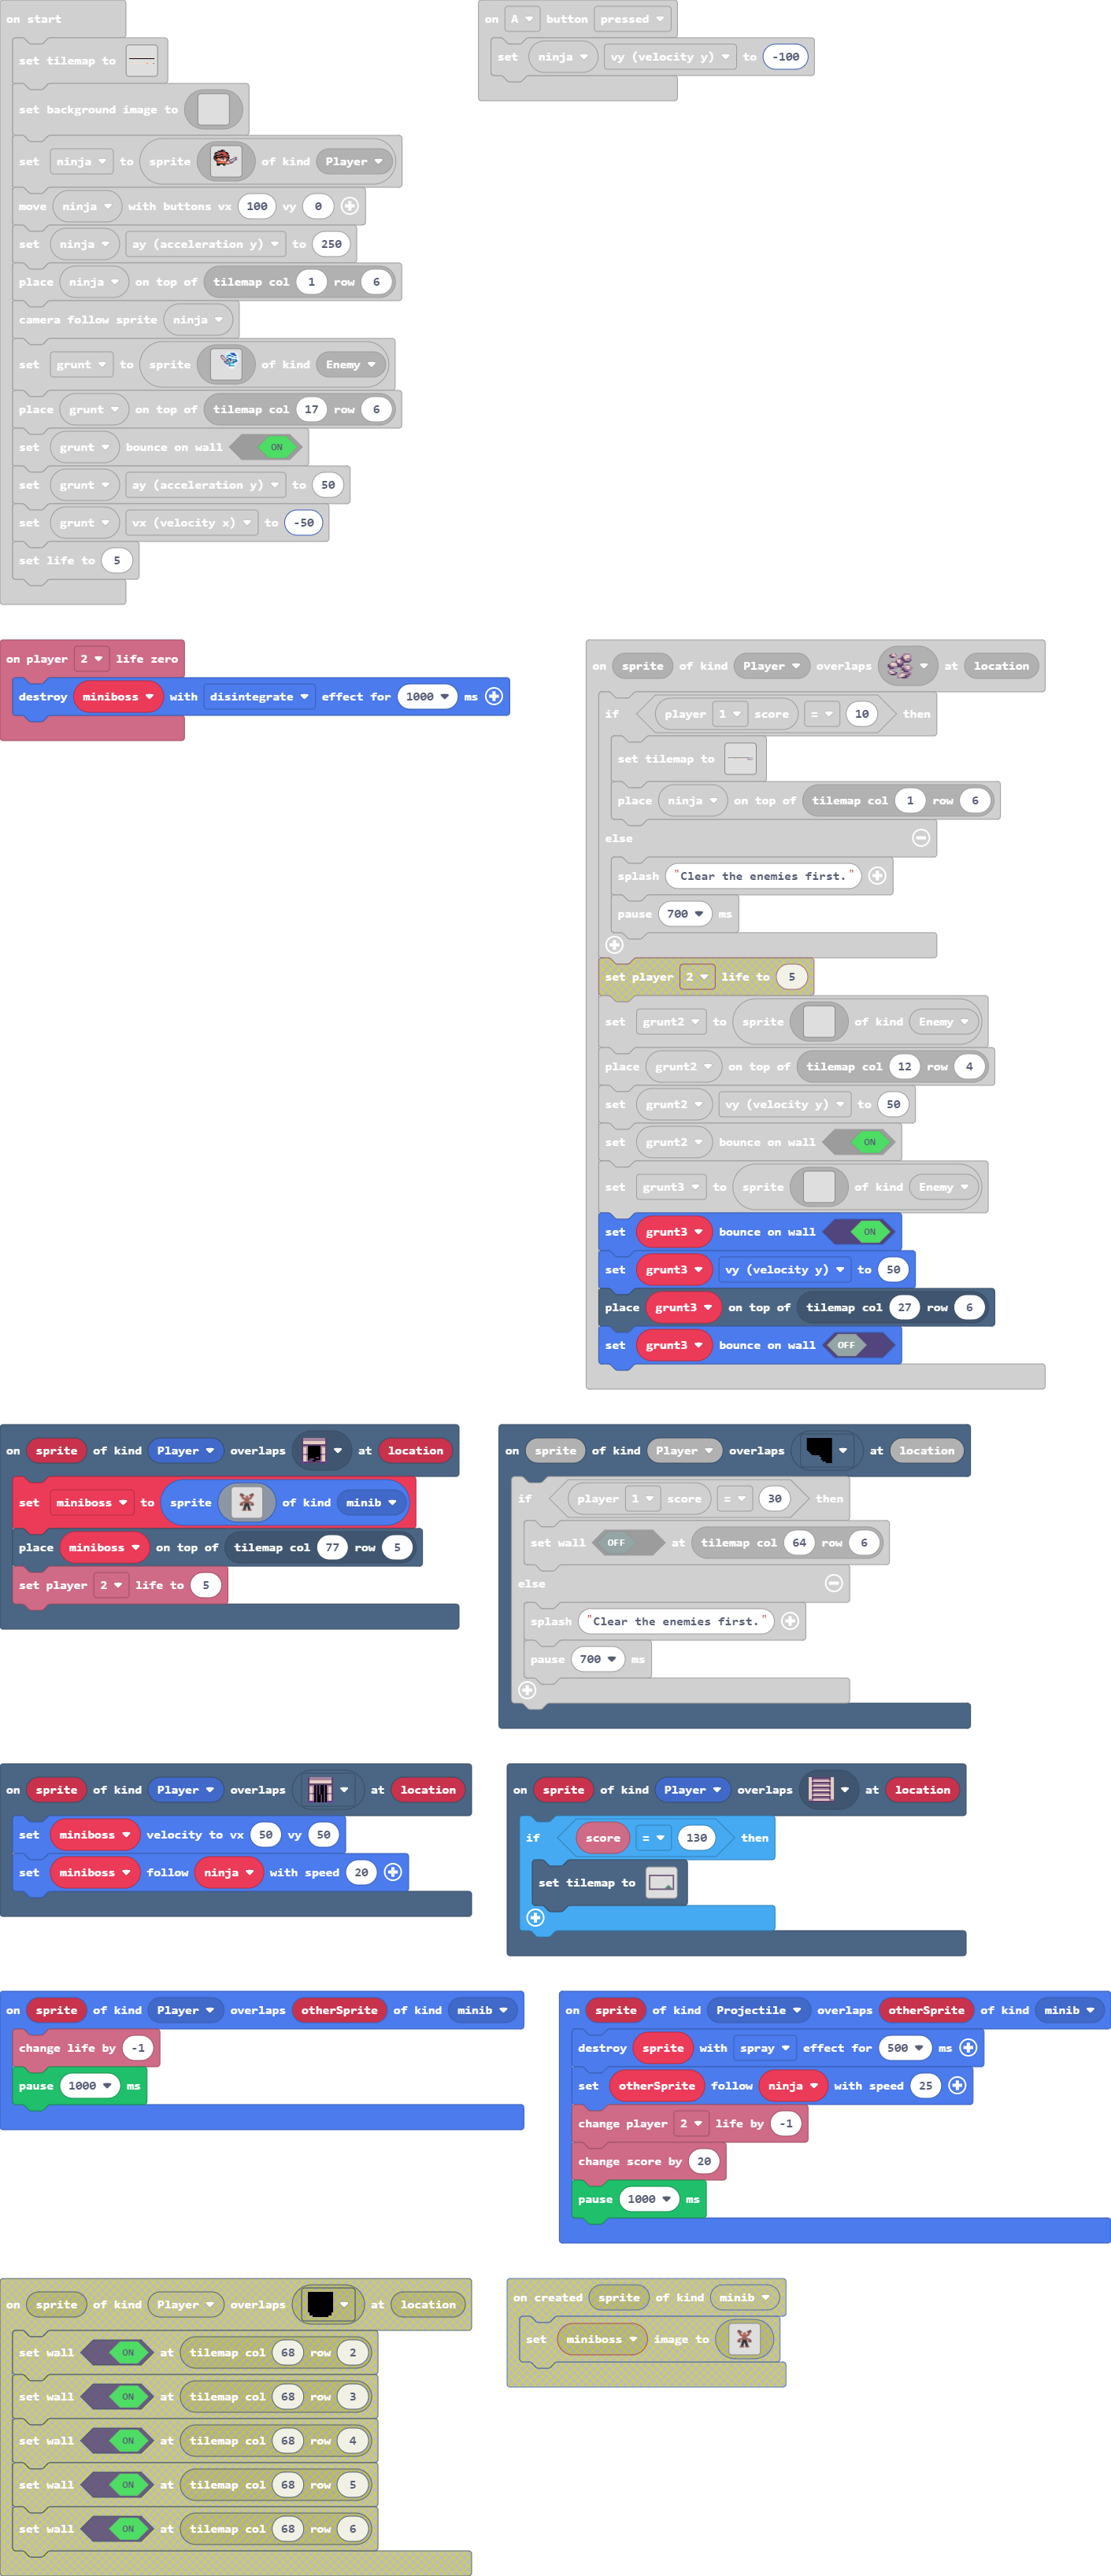 on start
set tilemap to
set background image to
set ninja to sprite of kind Player
move ninja with buttons vx 100 vy 0
set ninja ay (acceleration y) to 250
place ninja on top of tilemap col 1 row 6
camera follow sprite ninja
set grunt to sprite of kind Enemy
place grunt on top of tilemap col 17 row 6
set grunt bounce on wall ON
set grunt ay (acceleration y) to 50
set grunt vx (velocity x) to -50
set life to 5
on A button pressed
set ninja vy (velocity y) to -100
on player 2 life zero
destroy miniboss with disintegrate effect for 1000 ms
on sprite of kind Player overlaps at location
if player 1 score = 10 then
set tilemap to
place ninja on top of tilemap col 1 row 6
else
splash "Clear the enemies first."
pause 700 ms
set player 2 life to 5
set grunt2 to sprite of kind Enemy
place grunt2 on top of tilemap col 12 row 4
set grunt2 vy (velocity y) to 50
set grunt2 bounce on wall ON
set grunt3 to sprite of kind Enemy
set grunt3 bounce on wall ON
set grunt3 vy (velocity y) to 50
place grunt3 on top of tilemap col 27 row 6
set grunt3 bounce on wall OFF
on sprite of kind Player overlaps at location
set miniboss to sprite of kind minib
place miniboss on top of tilemap col 77 row 5
set player 2 life to 5
on sprite of kind Player overlaps at location
if player 1 score = 30 then
set wall OFF at tilemap col 64 row 6
else
splash "Clear the enemies first."
pause 700 ms
on sprite of kind Player overlaps at location
set miniboss velocity to vx 50 vy 50
set miniboss follow ninja with speed 20
on sprite of kind Player overlaps at location
if score = 130 then
set tilemap to
on sprite of kind Player overlaps otherSprite of kind minib
change life by -1
pause 1000 ms
on sprite of kind Projectile overlaps otherSprite of kind minib
destroy sprite with spray effect for 500 ms
set otherSprite follow ninja with speed 25
change player 2 life by -1
change score by 20
pause 1000 ms
on sprite of kind Player overlaps at location
set wall ON at tilemap col 68 row 2
set wall ON at tilemap col 68 row 3
set wall ON at tilemap col 68 row 4
set wall ON at tilemap col 68 row 5
set wall ON at tilemap col 68 row 6
on created sprite of kind minib
set miniboss image to